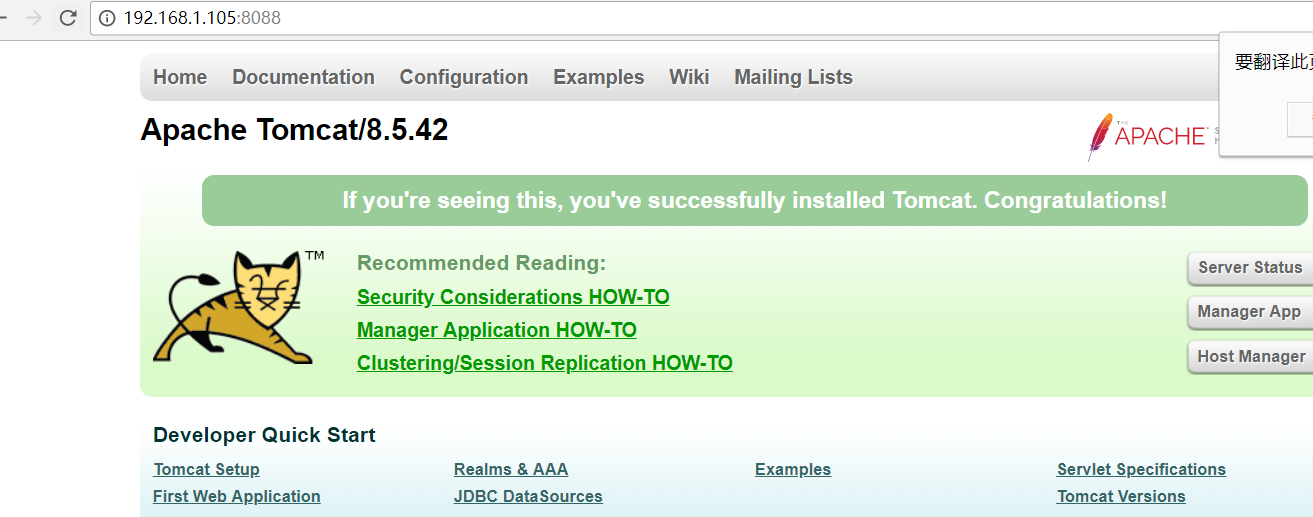 192.168.1.105:8088
要翻译此
Home Documentation Configuration Examples Wiki Mailing Lists
Apache Tomcat/8.5.42
THE
APACHE
If you're seeing this, you've successfully installed Tomcat. Congratulations!
TM
Recommended Reading:
Security Considerations HOW-TO
Manager Application HOW-TO
Clustering/Session Replication HOW-TO
Server Status
Manager App
Host Manager
Developer Quick Start
Tomcat Setup Realms & AAA Examples Servlet Specifications
First Web Application JDBC DataSources Tomcat Versions